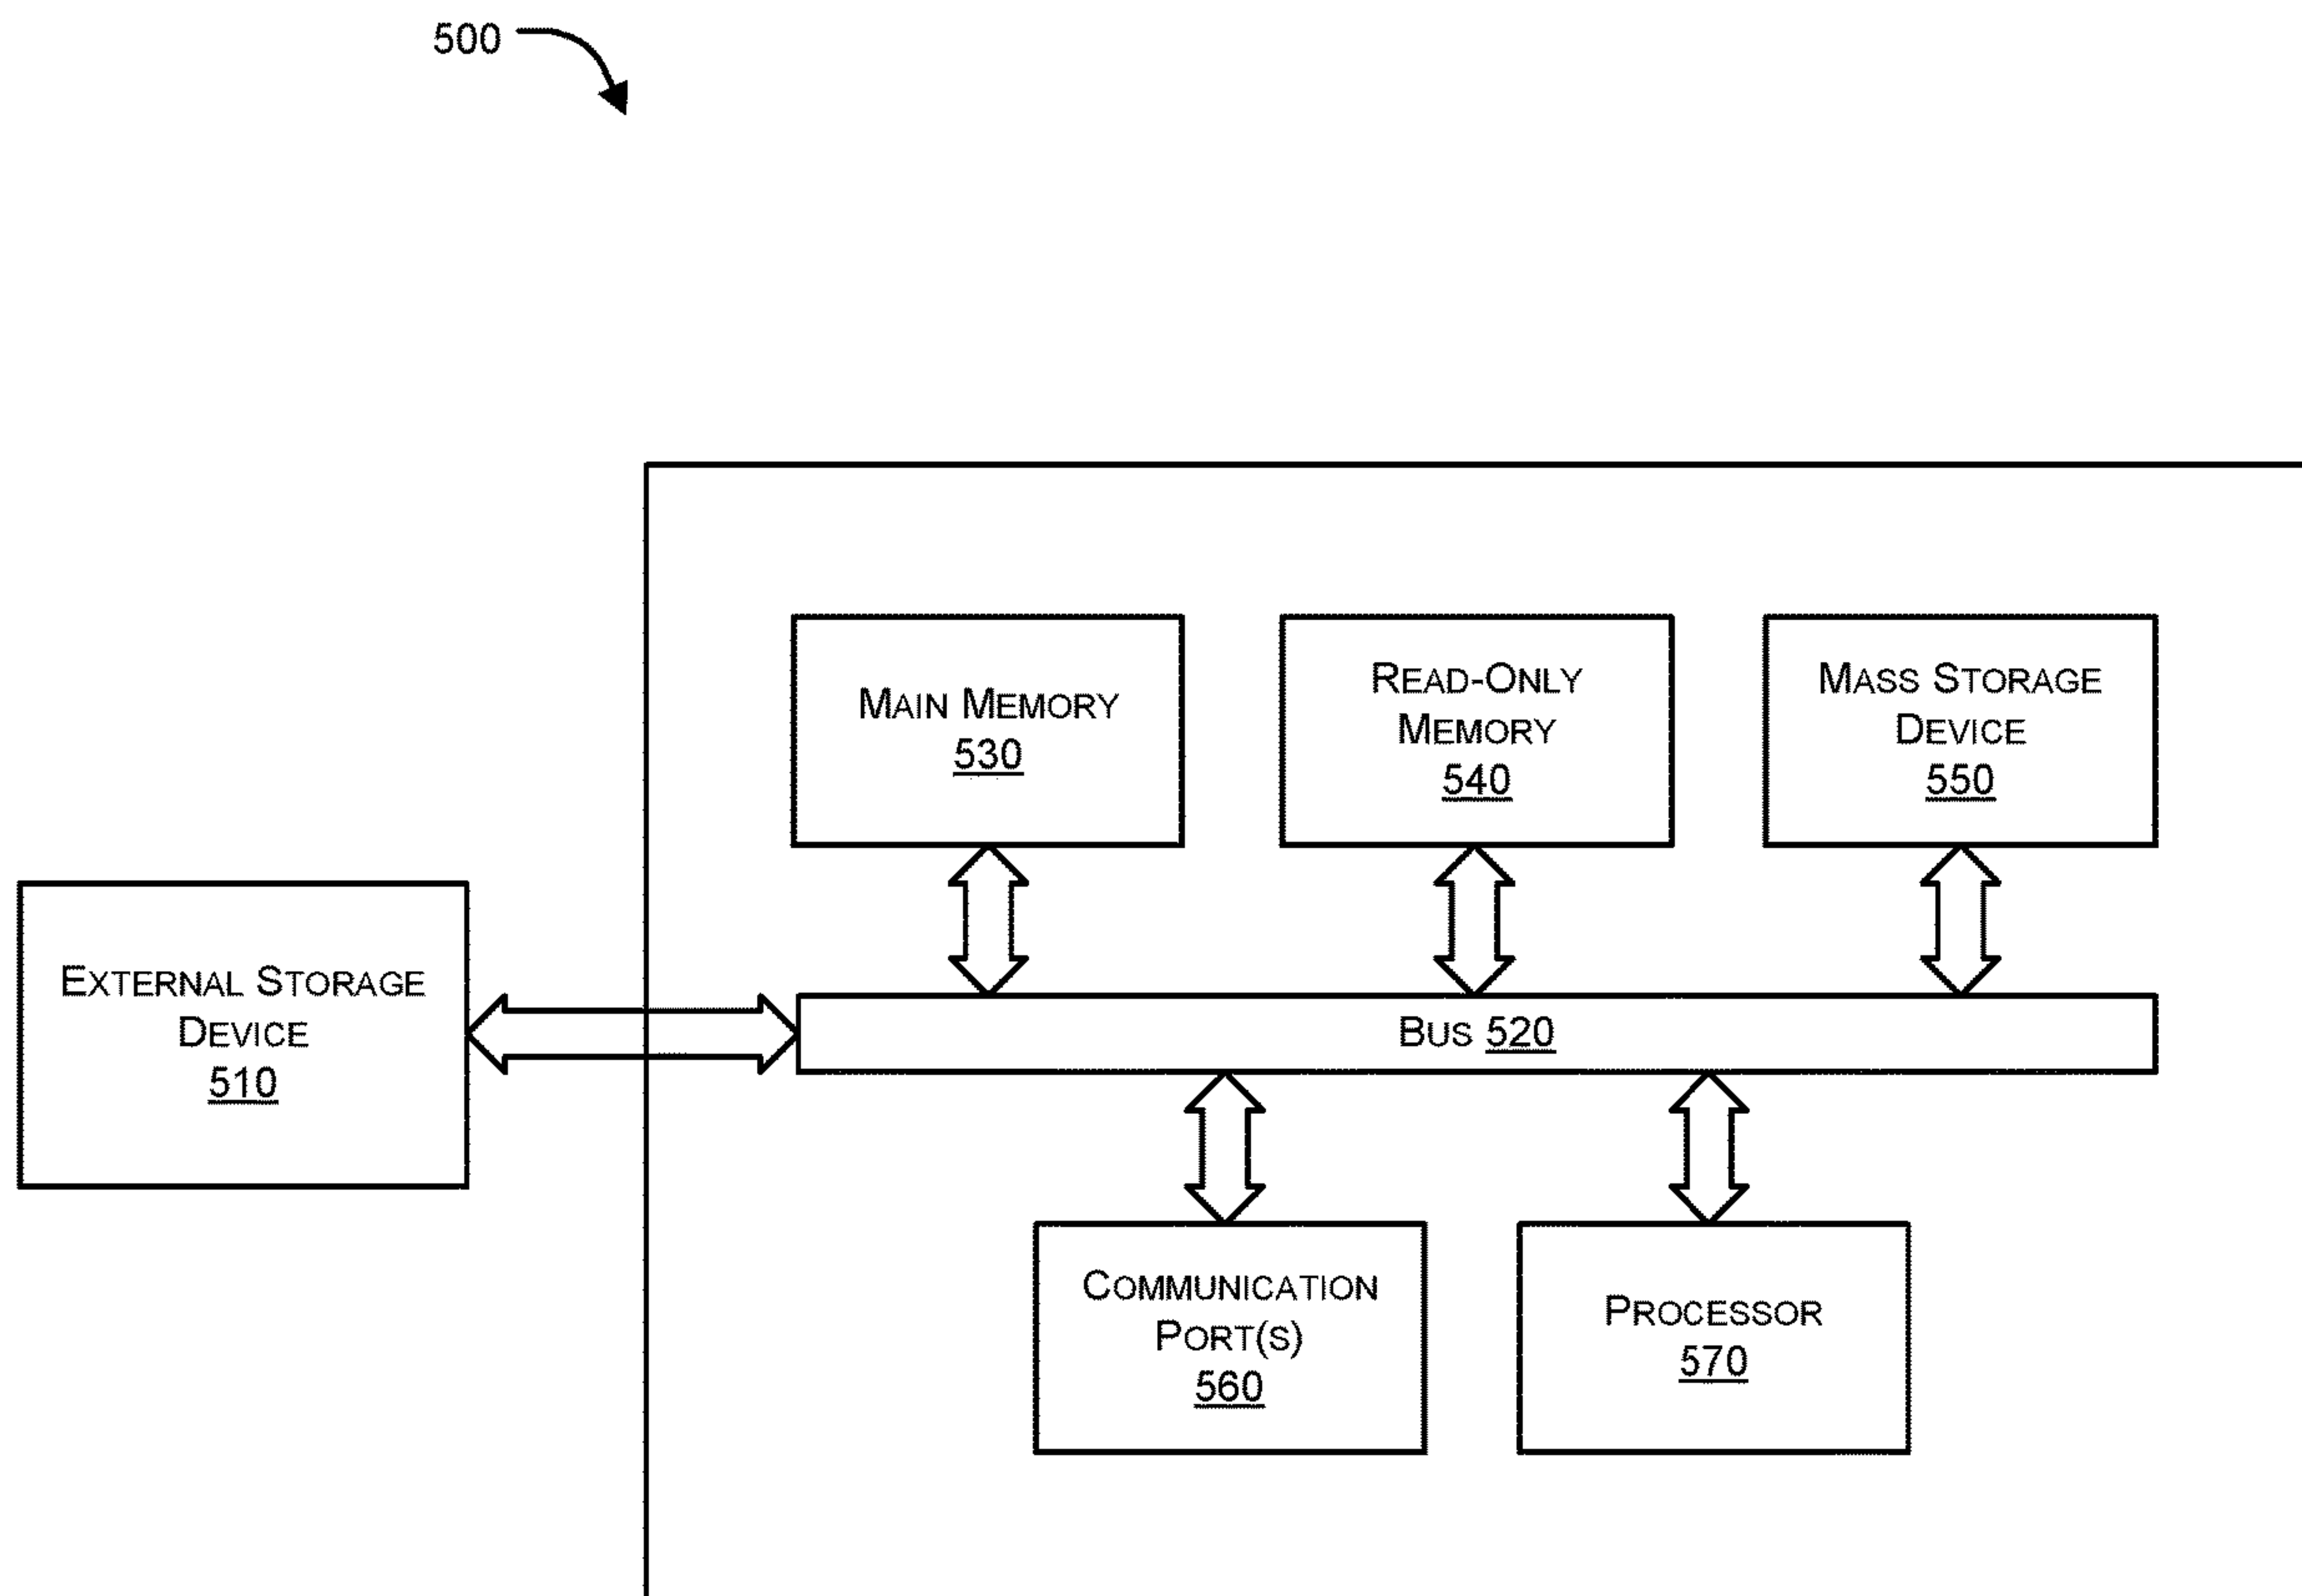 500
MAIN MEMORY
530
READ-ONLY
MEMORY
540
MASS STORAGE
DEVICE
550
EXTERNAL STORAGE
DEVICE
510
BUS 520
COMMUNICATION
PORT(S)
560
PROCESSOR
570